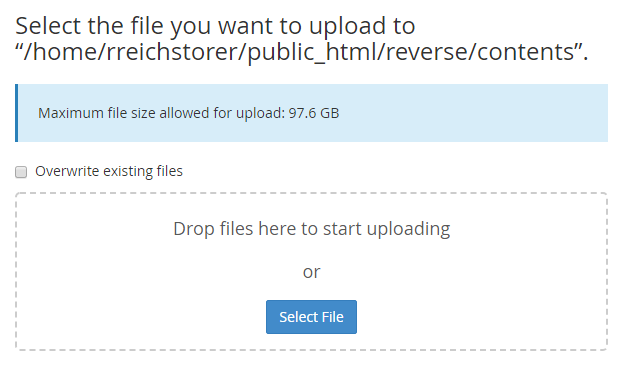 Select the file you want to upload to
“/home/rreichstorer/public_html/reverse/contents”.
Maximum file size allowed for upload: 97.6 GB
Overwrite existing files
Drop files here to start uploading
or
Select File